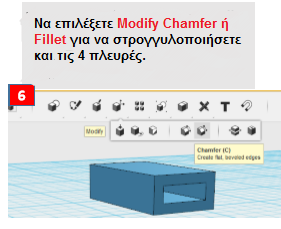 Να επιλέξετε Modify Chamfer ή
Fillet για να στρογγυλοποιήσετε
και τις 4 πλευρές.
6
Modify
Chamfer (C)
Create flat, beveled edges